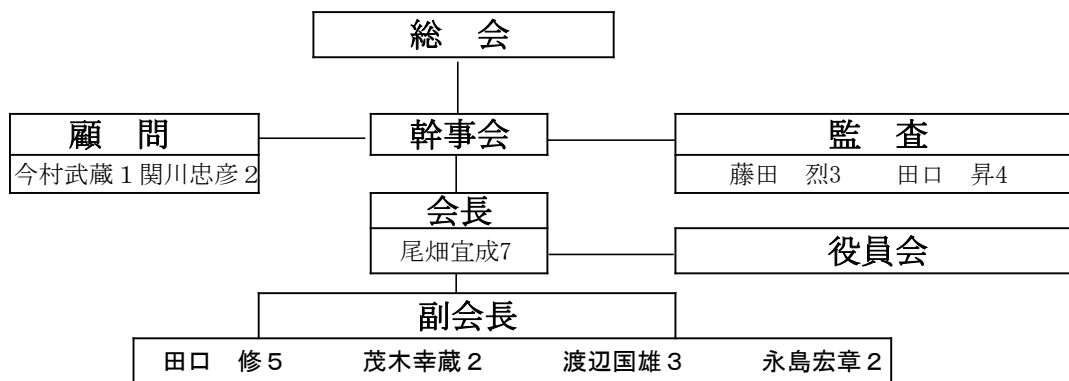 総　会
顧　問
幹事会
監　査
今村武蔵１関川忠彦２
藤田　烈3　　田口　昇4
会長
尾畑宜成7
役員会
副会長
田口　修５　　茂木幸蔵２　　渡辺国雄３　　永島宏章２